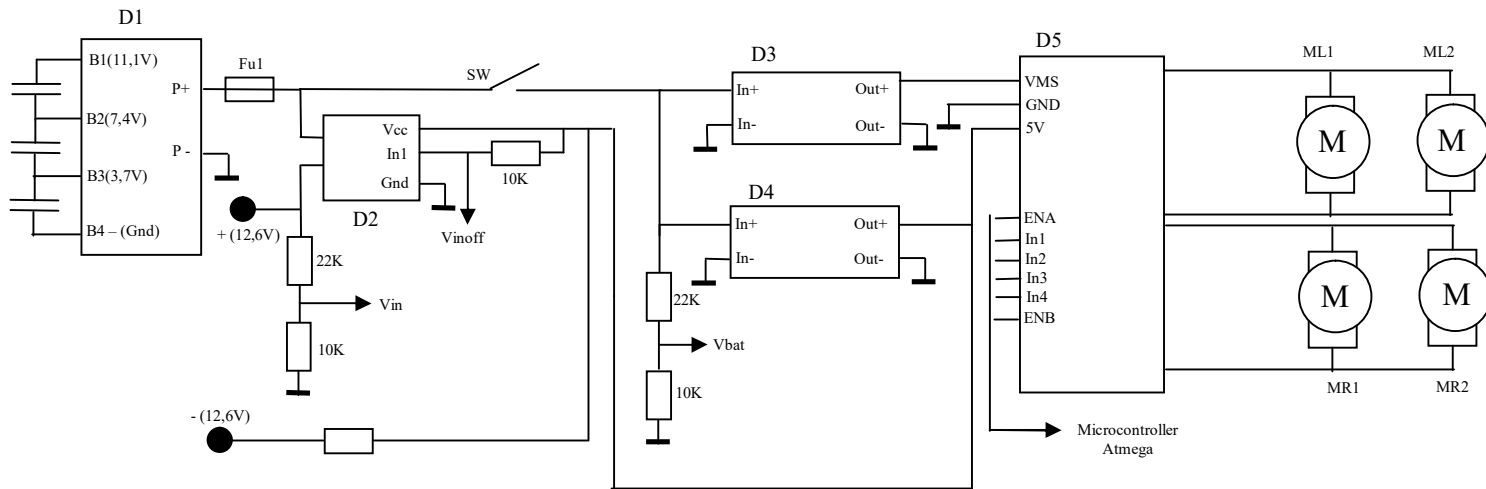 D1
B1(11,1V)
P+
B2(7,4V)
P -
B3(3,7V)
B4 – (Gnd)
Fu1
SW
Vcc
In1
Gnd
D2
10K
Vinoff
+ (12,6V)
22K
Vin
10K
- (12,6V)
D3
In+
Out+
In-
Out-
D4
In+
Out+
In-
Out-
22K
Vbat
10K
D5
VMS
GND
5V
ENA
In1
In2
In3
In4
ENB
Microcontroller
Atmega
ML1
ML2
M
M
M
M
MR1
MR2